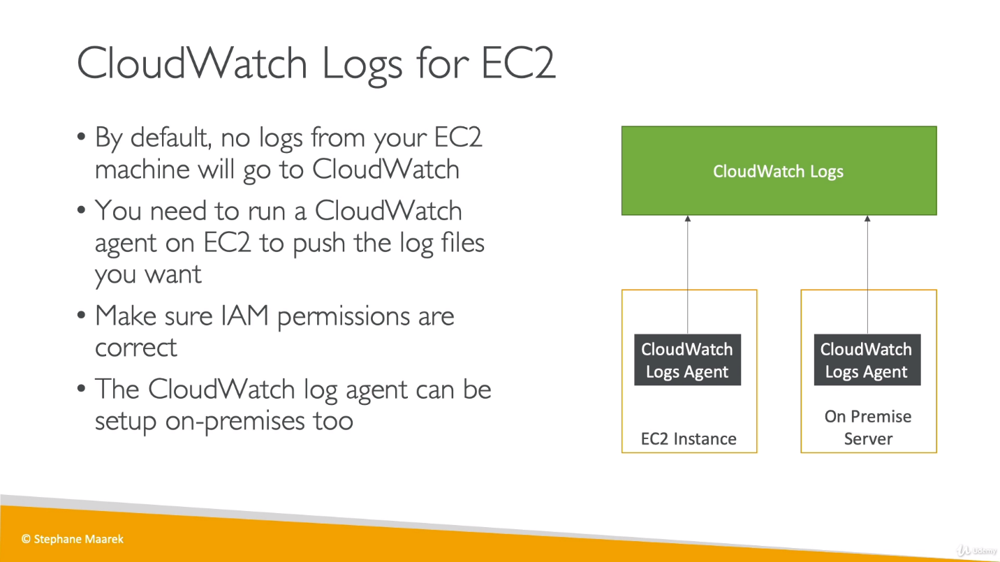 CloudWatch Logs for EC2
• By default, no logs from your EC2
machine will go to CloudWatch
• You need to run a CloudWatch
agent on EC2 to push the log files
you want
• Make sure IAM permissions are
correct
• The CloudWatch log agent can be
setup on-premises too
CloudWatch Logs
CloudWatch
Logs Agent
EC2 Instance
CloudWatch
Logs Agent
On Premise
Server
© Stephane Maarek
Udemy